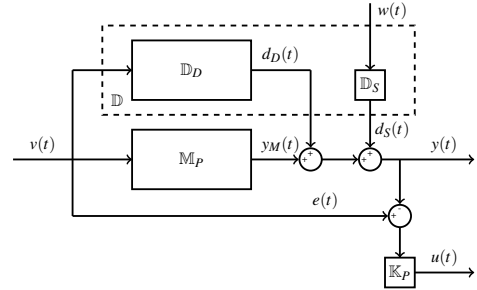 w(t)
𝔻_D
d_D(t)
𝔻_S
𝔻
d_S(t)
v(t)
𝕄_P
y_M(t)
+
+
+
+
y(t)
e(t)
-
+
𝕂_P
u(t)